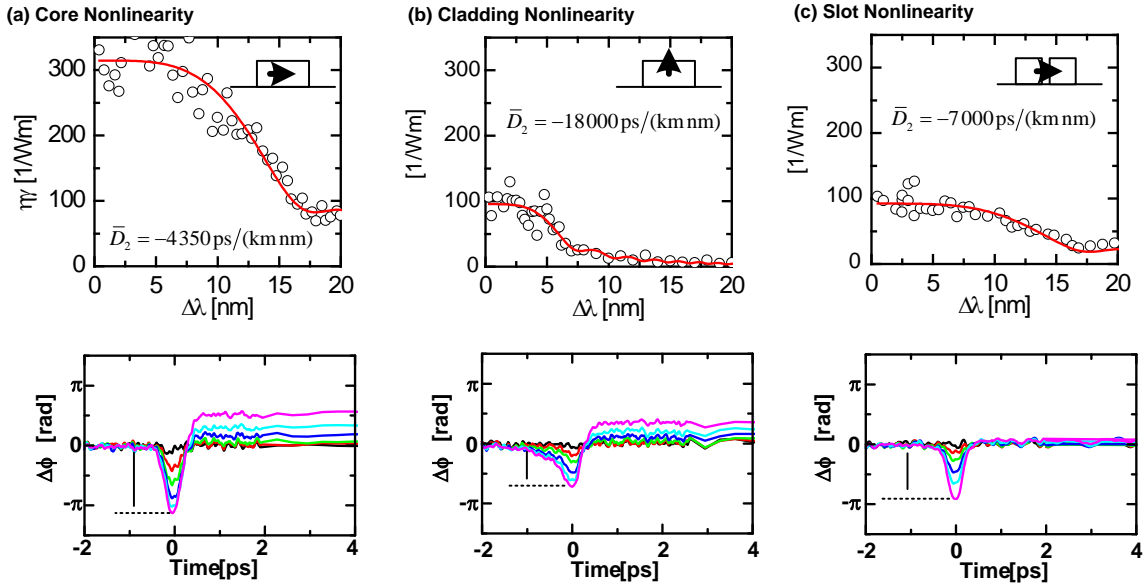 (a) Core Nonlinearity
300
200
100
0
ηγ [1/Wm]
D̄₂ = −4350 ps/(km nm)
0 5 10 15 20
Δλ [nm]
(b) Cladding Nonlinearity
300
200
100
0
[1/Wm]
D̄₂ = −18000 ps/(km nm)
0 5 10 15 20
Δλ [nm]
(c) Slot Nonlinearity
300
200
100
0
[1/Wm]
D̄₂ = −7000 ps/(km nm)
0 5 10 15 20
Δλ [nm]
π
0
-π
Δϕ [rad]
-2 0 2 4
Time[ps]
π
0
-π
Δϕ [rad]
-2 0 2 4
Time[ps]
π
0
-π
Δϕ [rad]
-2 0 2 4
Time[ps]